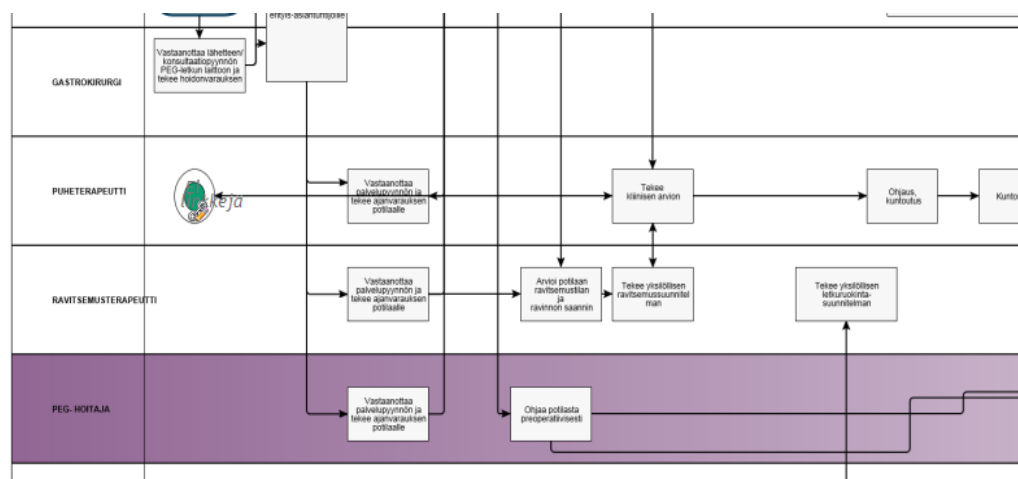 erityis-asiantuntijoille
Vastaanottaa lähetteen/
konsultaatiopyynnön
PEG-letkun laittoon ja
tekee hoidonvarauksen
GASTROKIRURGI
PUHETERAPEUTTI
Vastaanottaa
palvelupyynnön ja
tekee ajanvarauksen
potilaalle
Tekee
kliinisen arvion
Ohjaus,
kuntoutus
RAVITSEMUSTERAPEUTTI
Vastaanottaa
palvelupyynnön ja
tekee ajanvarauksen
potilaalle
Arvioi potilaan
ravitsemustilan
ja
ravinnon saannin
Tekee yksilöllisen
ravitsemussuunnitel
man
Tekee yksilöllisen
letkuruokinta-
suunnitelman
PEG- HOITAJA
Vastaanottaa
palvelupyynnön ja
tekee ajanvarauksen
potilaalle
Ohjaa potilasta
preoperatiivisesti